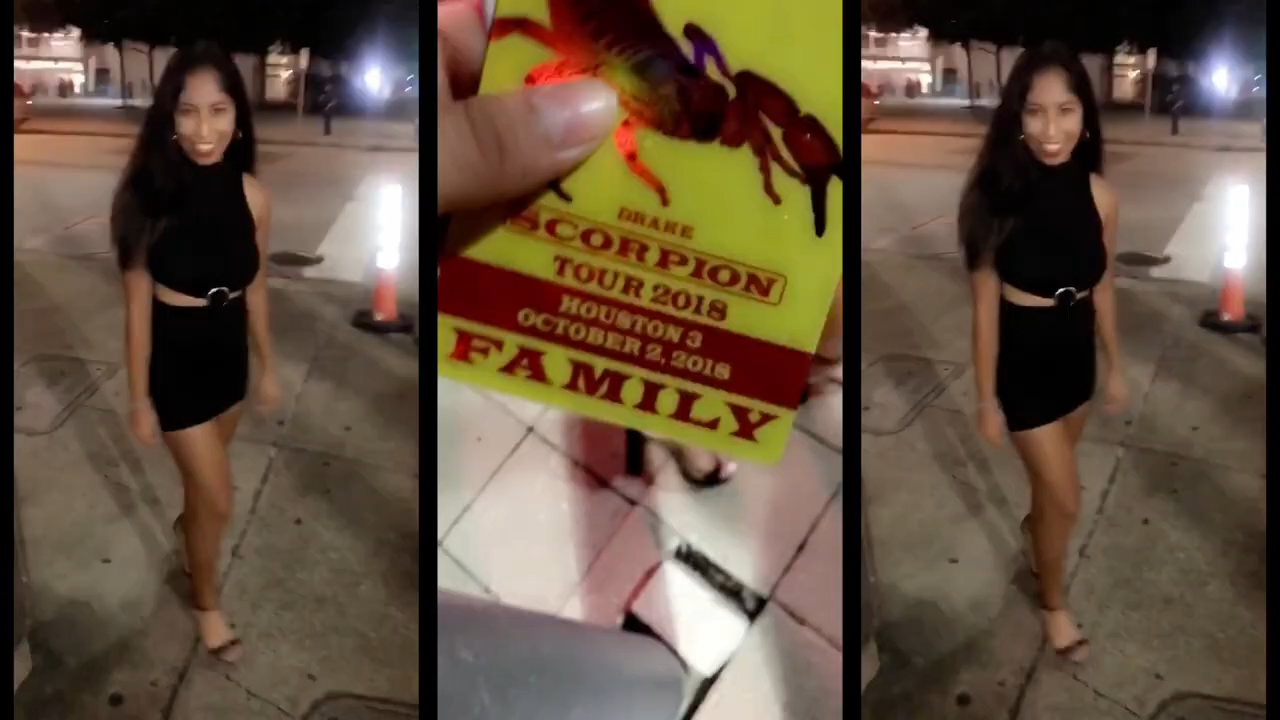 DRAKE
SCORPION
TOUR 2018
HOUSTON 3
OCTOBER 2, 2018
FAMILY